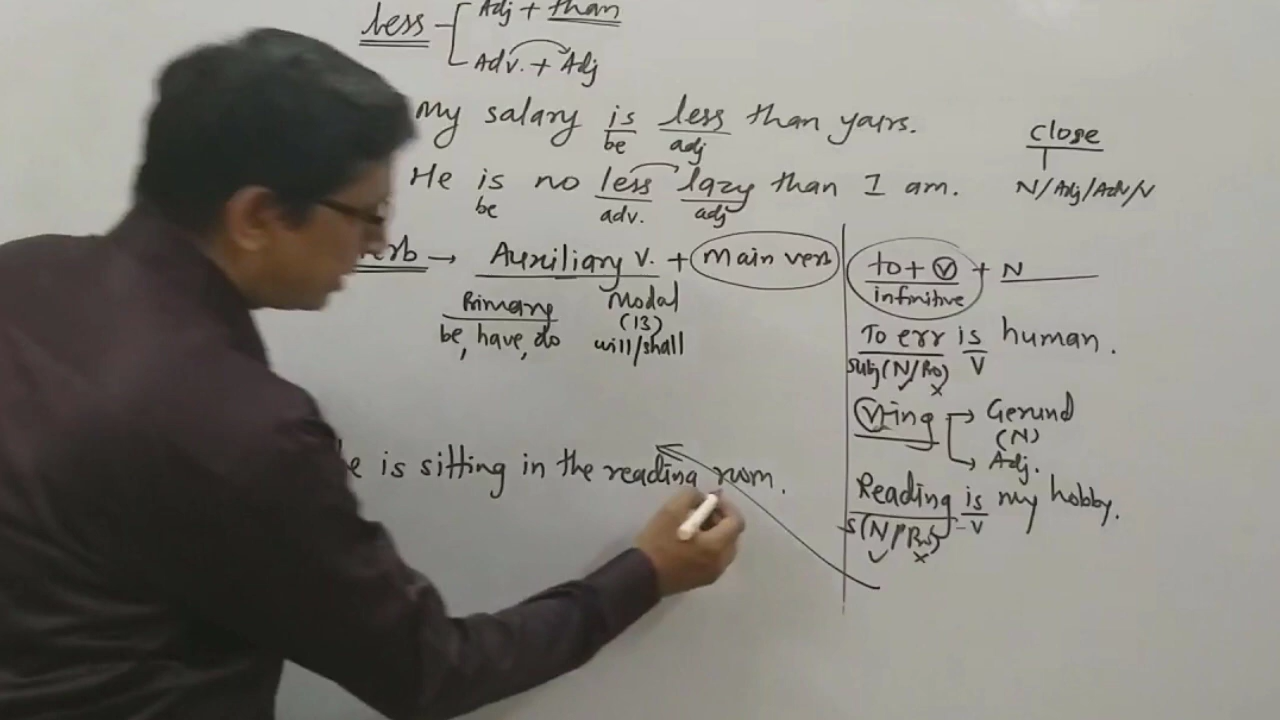 less
Adj + than
Adv. + Adj
My salary is less than yours.
be adj
He is no less lazy than I am.
be adv. adj
close
N/Adj/Adv/V
Auxiliary V. + main verb
Primary Modal
(13)
be, have, do will/shall
is sitting in the reading room.
to + V + N
infinitive
To err is human.
Subj (N/Pro) V
V-ing → Gerund
(N)
→ Adj.
Reading is my hobby.
S (N/Pro) - V